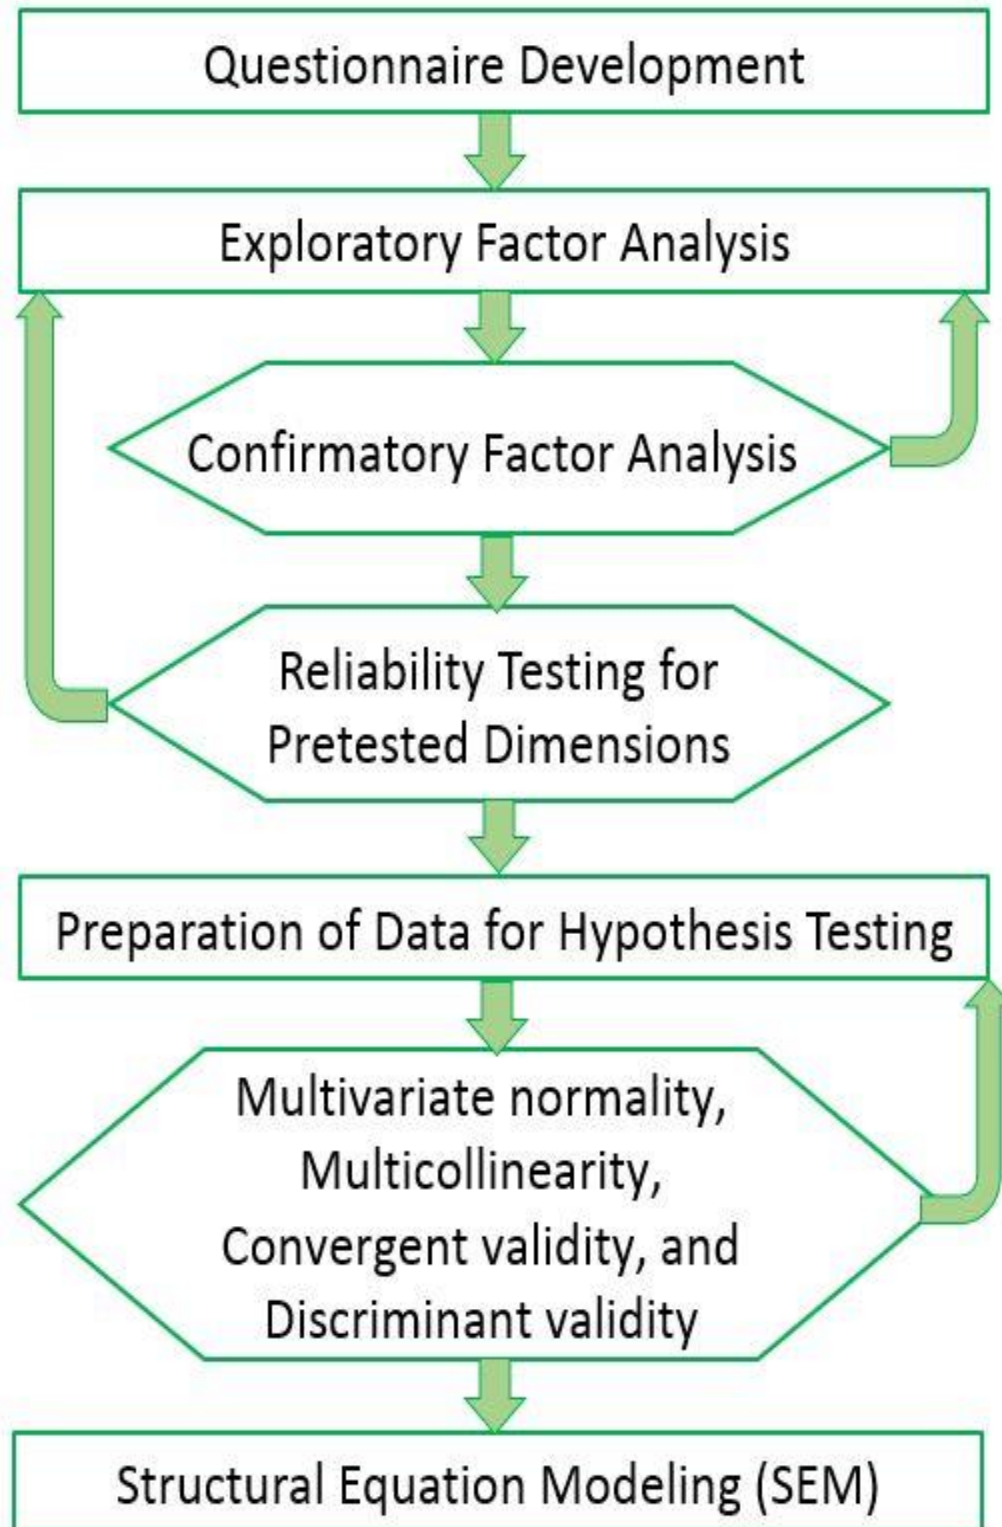 Questionnaire Development
Exploratory Factor Analysis
Confirmatory Factor Analysis
Reliability Testing for
Pretested Dimensions
Preparation of Data for Hypothesis Testing
Multivariate normality,
Multicollinearity,
Convergent validity, and
Discriminant validity
Structural Equation Modeling (SEM)